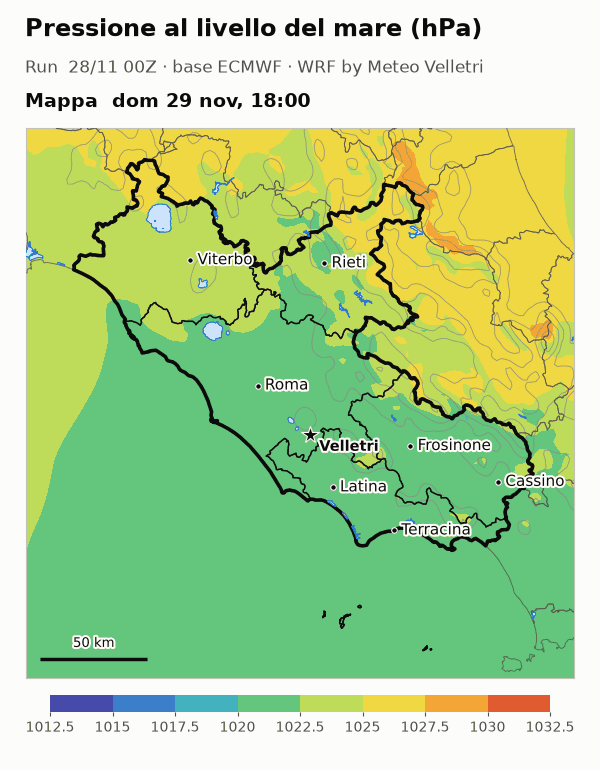 Pressione al livello del mare (hPa)
Run  28/11 00Z · base ECMWF · WRF by Meteo Velletri
Mappa  dom 29 nov, 18:00
Viterbo
Rieti
Roma
Velletri
Frosinone
Cassino
Latina
Terracina
50 km
1012.5 1015 1017.5 1020 1022.5 1025 1027.5 1030 1032.5